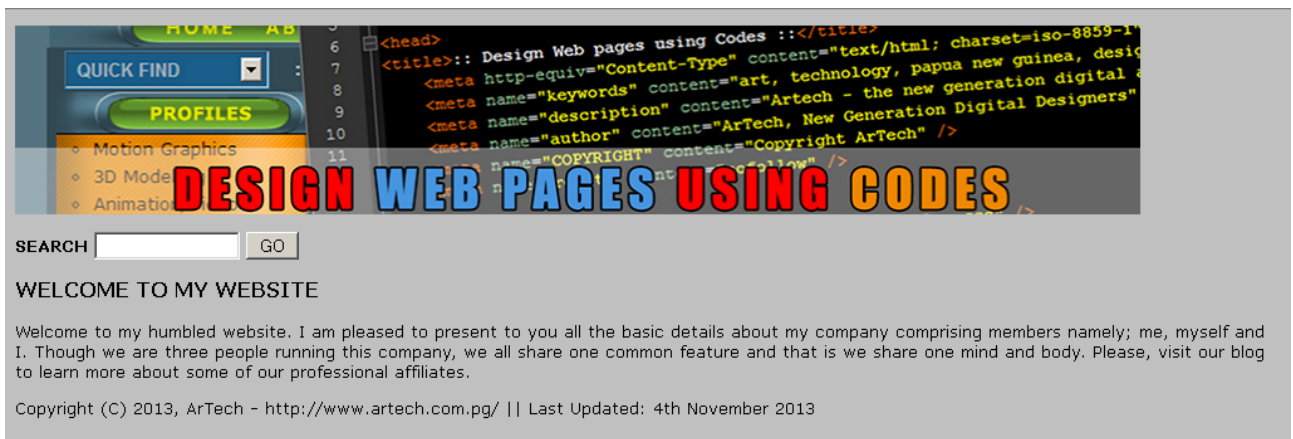 HOME AB
5
6 <head>
QUICK FIND :
7 <title>:: Design Web pages using Codes ::</title>
8 <meta http-equiv="Content-Type" content="text/html; charset=iso-8859-1"
PROFILES
9 <meta name="keywords" content="art, technology, papua new guinea, desig
10 <meta name="description" content="Artech - the new generation digital a
11 <meta name="author" content="ArTech, New Generation Digital Designers"
name="COPYRIGHT" content="Copyright ArTech" />
/>
Motion Graphics
3D Mode
Animation
DESIGN WEB PAGES USING CODES
SEARCH GO
WELCOME TO MY WEBSITE
Welcome to my humbled website. I am pleased to present to you all the basic details about my company comprising members namely; me, myself and
I. Though we are three people running this company, we all share one common feature and that is we share one mind and body. Please, visit our blog
to learn more about some of our professional affiliates.
Copyright (C) 2013, ArTech - http://www.artech.com.pg/ || Last Updated: 4th November 2013